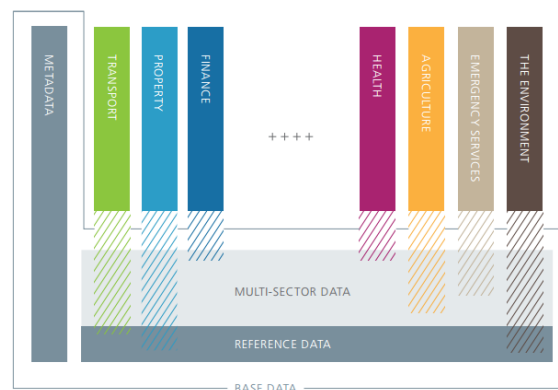 METADATA
TRANSPORT
PROPERTY
FINANCE
++++
HEALTH
AGRICULTURE
EMERGENCY SERVICES
THE ENVIRONMENT
MULTI-SECTOR DATA
REFERENCE DATA
BASE DATA